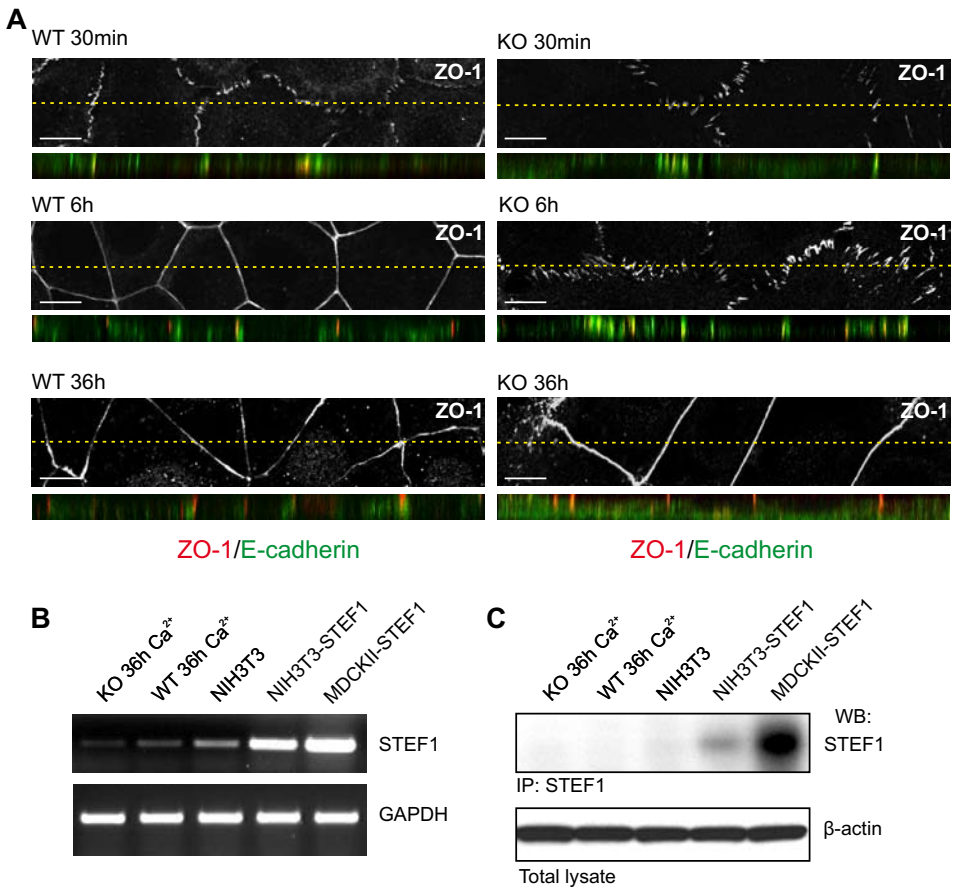 A
WT 30min
ZO-1
KO 30min
ZO-1
WT 6h
ZO-1
KO 6h
ZO-1
WT 36h
ZO-1
KO 36h
ZO-1
ZO-1/E-cadherin
ZO-1/E-cadherin
B
KO 36h Ca²⁺
WT 36h Ca²⁺
NIH3T3
NIH3T3-STEF1
MDCKII-STEF1
STEF1
GAPDH
C
KO 36h Ca²⁺
WT 36h Ca²⁺
NIH3T3
NIH3T3-STEF1
MDCKII-STEF1
WB:
STEF1
IP: STEF1
β-actin
Total lysate